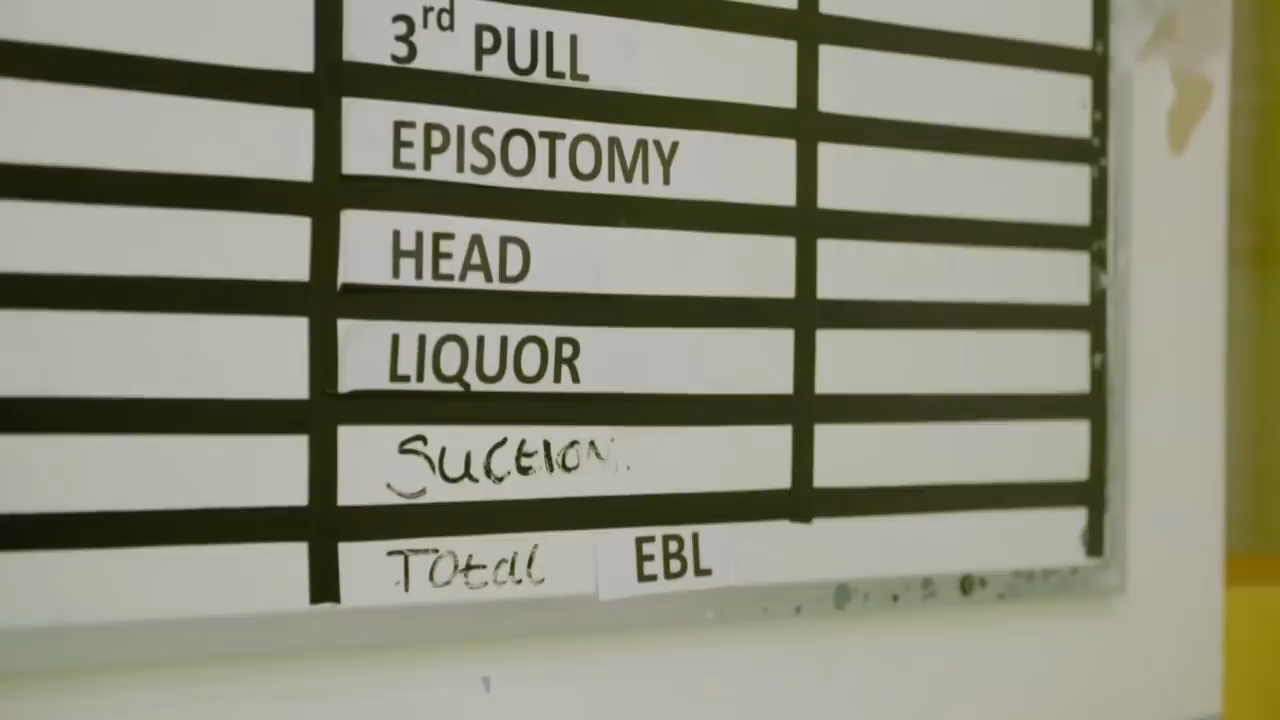 3rd PULL
EPISOTOMY
HEAD
LIQUOR
Suction.
Total EBL